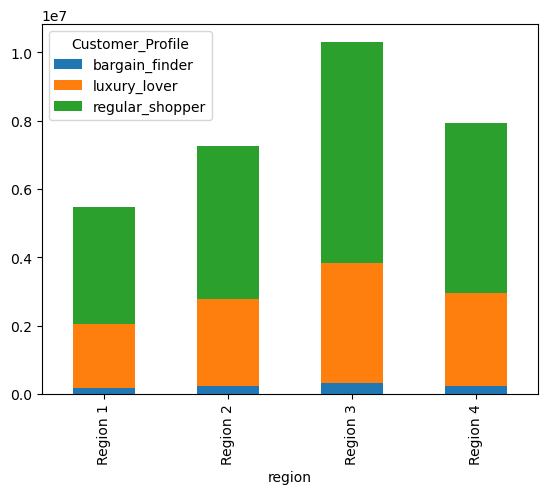 1e7
Customer_Profile
bargain_finder
luxury_lover
regular_shopper
1.0
0.8
0.6
0.4
0.2
0.0
Region 1
Region 2
Region 3
Region 4
region